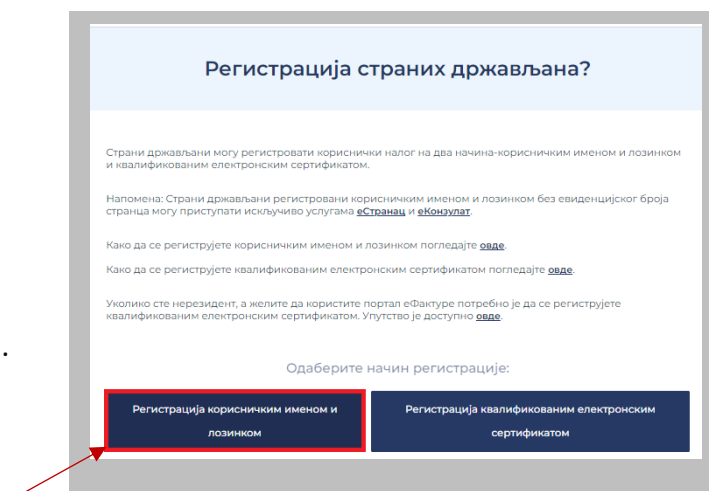 Регистрација страних држављана?
Страни држављани могу регистровати кориснички налог на два начина-корисничким именом и лозинком
и квалификованим електронским сертификатом.
Напомена: Страни држављани регистровани корисничким именом и лозинком без евиденцијског броја
странца могу приступати искључиво услугама еСтранац и еКонзулат.
Како да се региструјете корисничким именом и лозинком погледајте овде.
Како да се региструјете квалификованим електронским сертификатом погледајте овде.
Уколико сте нерезидент, а желите да користите портал еФактуре потребно је да се региструјете
квалификованим електронским сертификатом. Упутство је доступно овде.
.
Одаберите начин регистрације:
Регистрација корисничким именом и
лозинком
Регистрација квалификованим електронским
сертификатом